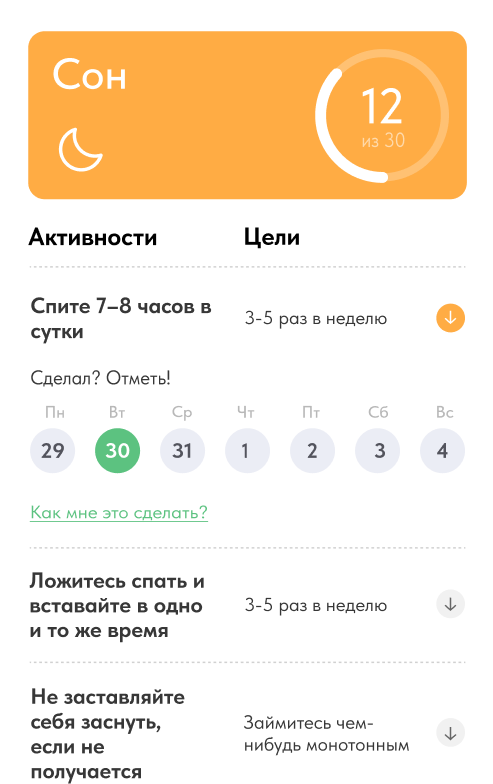 Сон
12
из 30
Активности Цели
Спите 7–8 часов в
сутки
3-5 раз в неделю
Сделал? Отметь!
Пн Вт Ср Чт Пт Сб Вс
29 30 31 1 2 3 4
Как мне это сделать?
Ложитесь спать и
вставайте в одно
и то же время
3-5 раз в неделю
Не заставляйте
себя заснуть,
если не
получается
Займитесь чем-
нибудь монотонным